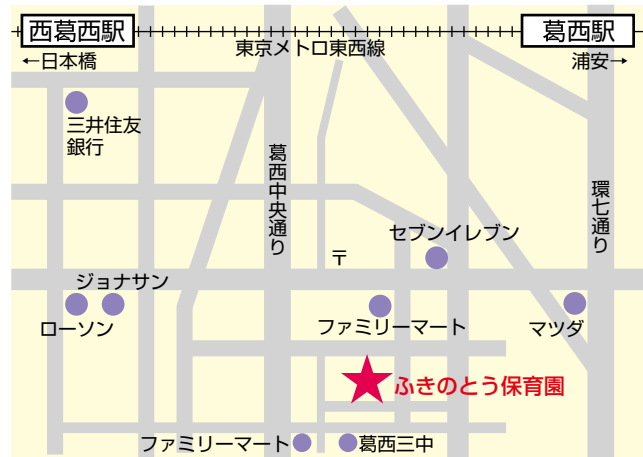 西葛西駅
葛西駅
東京メトロ東西線
←日本橋
浦安→
三井住友
銀行
葛西中央通り
環七通り
セブンイレブン
〒
ジョナサン
ローソン
ファミリーマート
マツダ
ふきのとう保育園
ファミリーマート
葛西三中